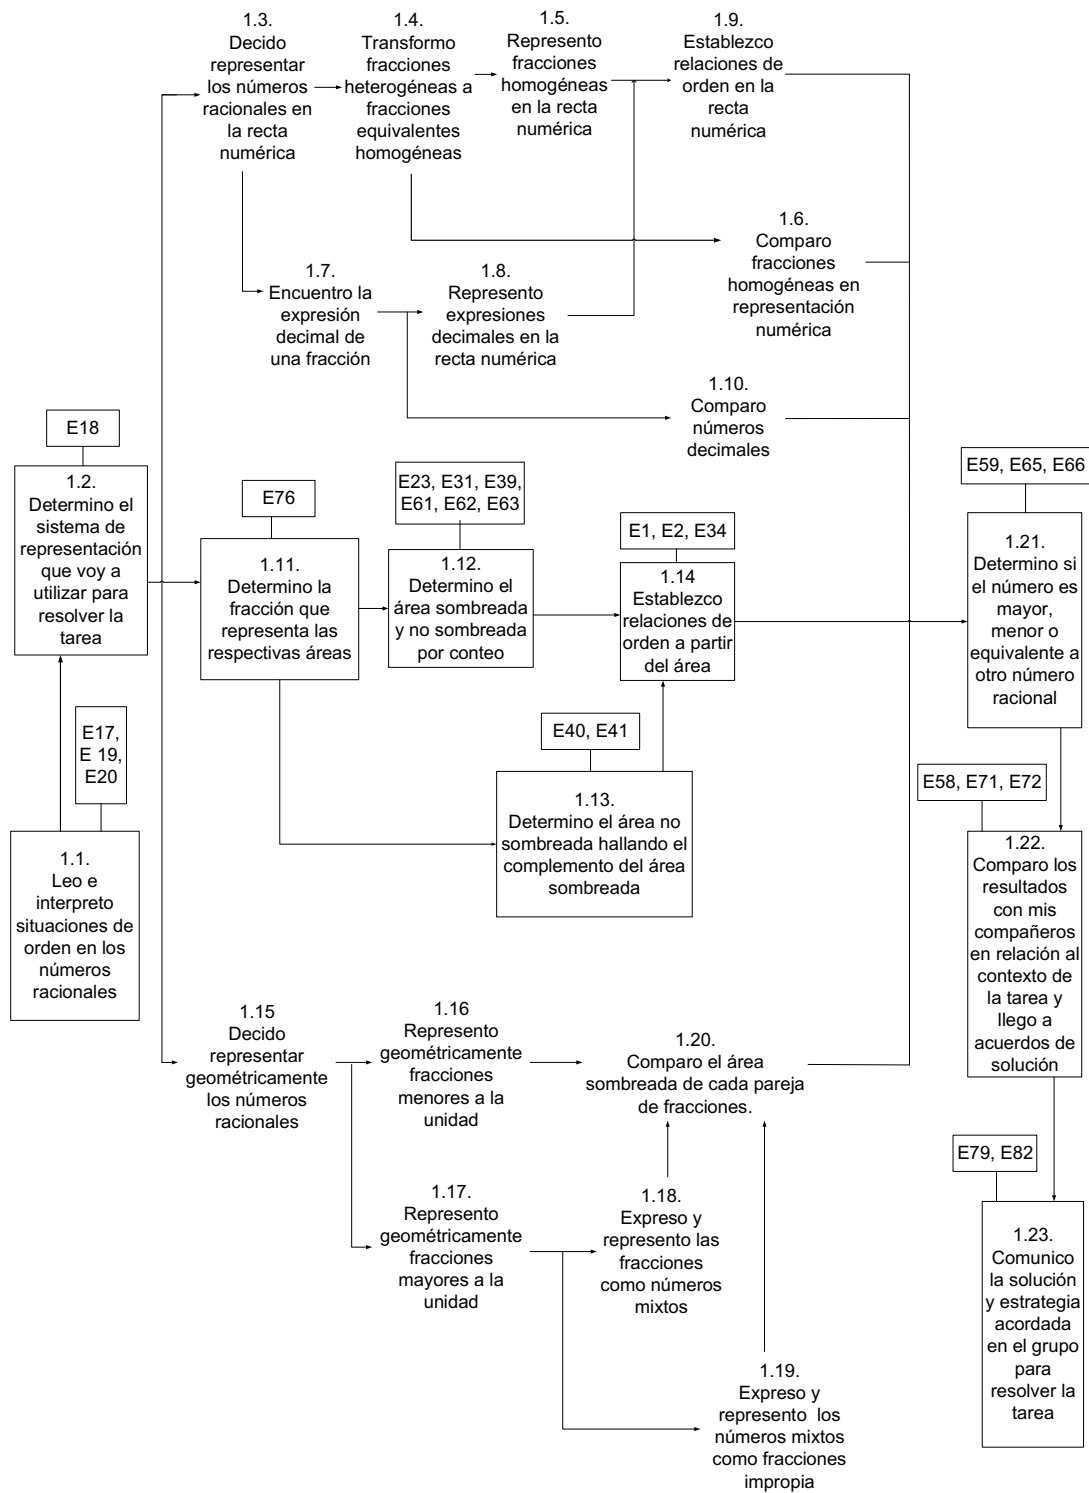 1.3.
Decido
representar
los números
racionales en
la recta
numérica
1.4.
Transformo
fracciones
heterogéneas a
fracciones
equivalentes
homogéneas
1.5.
Represento
fracciones
homogéneas
en la recta
numérica
1.9.
Establezco
relaciones de
orden en la
recta
numérica
1.6.
Comparo
fracciones
homogéneas en
representación
numérica
1.7.
Encuentro la
expresión
decimal de
una fracción
1.8.
Represento
expresiones
decimales en la
recta numérica
1.10.
Comparo
números
decimales
E18
1.2.
Determino el
sistema de
representación
que voy a
utilizar para
resolver la
tarea
E76
1.11.
Determino la
fracción que
representa las
respectivas áreas
E23, E31, E39,
E61, E62, E63
1.12.
Determino el
área sombreada
y no sombreada
por conteo
E1, E2, E34
1.14
Establezco
relaciones de
orden a partir
del área
E59, E65, E66
1.21.
Determino si
el número es
mayor,
menor o
equivalente a
otro número
racional
E17,
E 19,
E20
1.1.
Leo e
interpreto
situaciones de
orden en los
números
racionales
E40, E41
1.13.
Determino el área no
sombreada hallando el
complemento del área
sombreada
E58, E71, E72
1.22.
Comparo los
resultados
con mis
compañeros
en relación al
contexto de
la tarea y
llego a
acuerdos de
solución
1.15
Decido
representar
geométricamente
los números
racionales
1.16
Represento
geométricamente
fracciones
menores a la
unidad
1.20.
Comparo el área
sombreada de cada pareja
de fracciones.
1.17.
Represento
geométricamente
fracciones
mayores a la
unidad
1.18.
Expreso y
represento las
fracciones
como números
mixtos
1.19.
Expreso y
represento los
números mixtos
como fracciones
impropia
E79, E82
1.23.
Comunico
la solución
y estrategia
acordada
en el grupo
para
resolver la
tarea